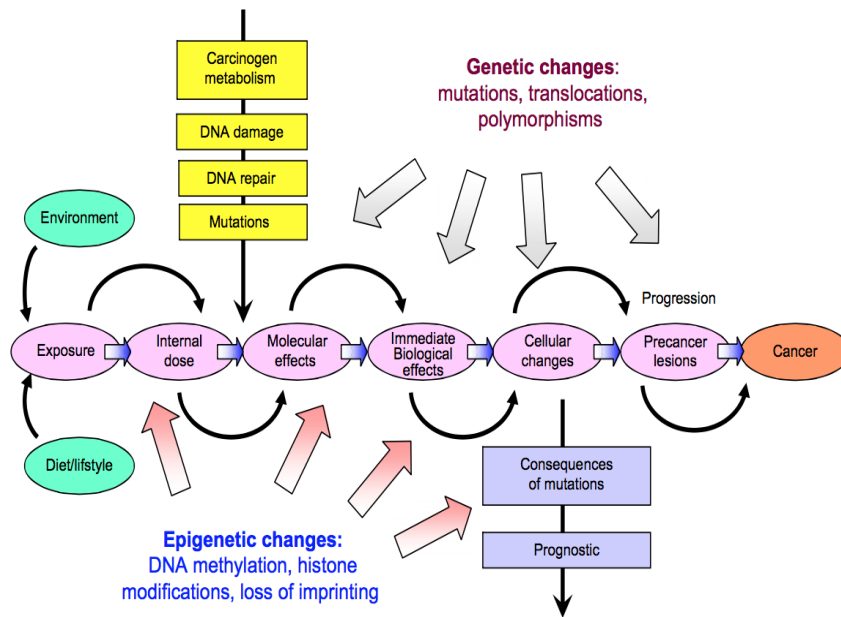 Carcinogen
metabolism
DNA damage
DNA repair
Mutations
Genetic changes:
mutations, translocations,
polymorphisms
Environment
Progression
Exposure
Internal
dose
Molecular
effects
Immediate
Biological
effects
Cellular
changes
Precancer
lesions
Cancer
Diet/lifstyle
Consequences
of mutations
Prognostic
Epigenetic changes:
DNA methylation, histone
modifications, loss of imprinting